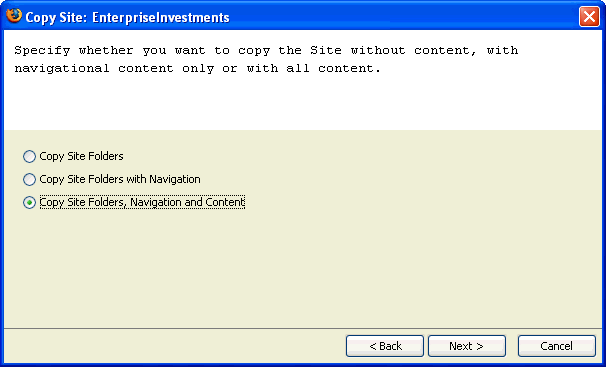 Copy Site: EnterpriseInvestments
Specify whether you want to copy the Site without content, with
navigational content only or with all content.
Copy Site Folders
Copy Site Folders with Navigation
Copy Site Folders, Navigation and Content
< Back
Next >
Cancel